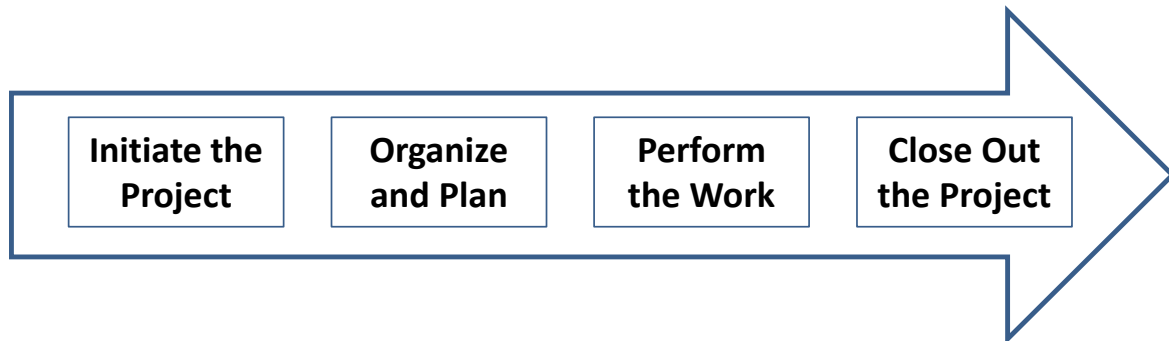 Initiate the
Project
Organize
and Plan
Perform
the Work
Close Out
the Project